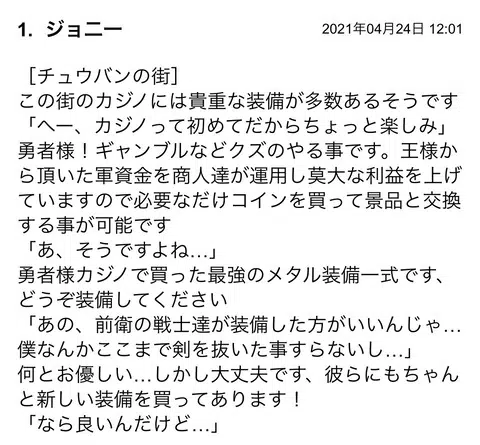 1. ジョニー 2021年04月24日 12:01
［チュウバンの街］
この街のカジノには貴重な装備が多数あるそうです
「へー、カジノって初めてだからちょっと楽しみ」
勇者様！ギャンブルなどクズのやる事です。王様か
ら頂いた軍資金を商人達が運用し莫大な利益を上げ
ていますので必要なだけコインを買って景品と交換
する事が可能です
「あ、そうですよね…」
勇者様カジノで買った最強のメタル装備一式です、
どうぞ装備してください
「あの、前衛の戦士達が装備した方がいいんじゃ…
僕なんかここまで剣を抜いた事すらないし…」
何とお優しい…しかし大丈夫です、彼らにもちゃん
と新しい装備を買ってあります！
「なら良いんだけど…」